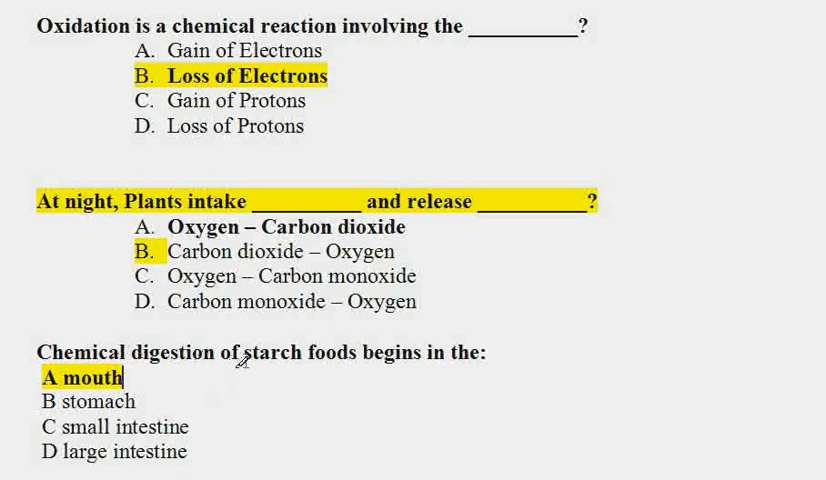 Oxidation is a chemical reaction involving the __________?
A. Gain of Electrons
B. Loss of Electrons
C. Gain of Protons
D. Loss of Protons
At night, Plants intake __________ and release __________?
A. Oxygen – Carbon dioxide
B. Carbon dioxide – Oxygen
C. Oxygen – Carbon monoxide
D. Carbon monoxide – Oxygen
Chemical digestion of starch foods begins in the:
A mouth
B stomach
C small intestine
D large intestine